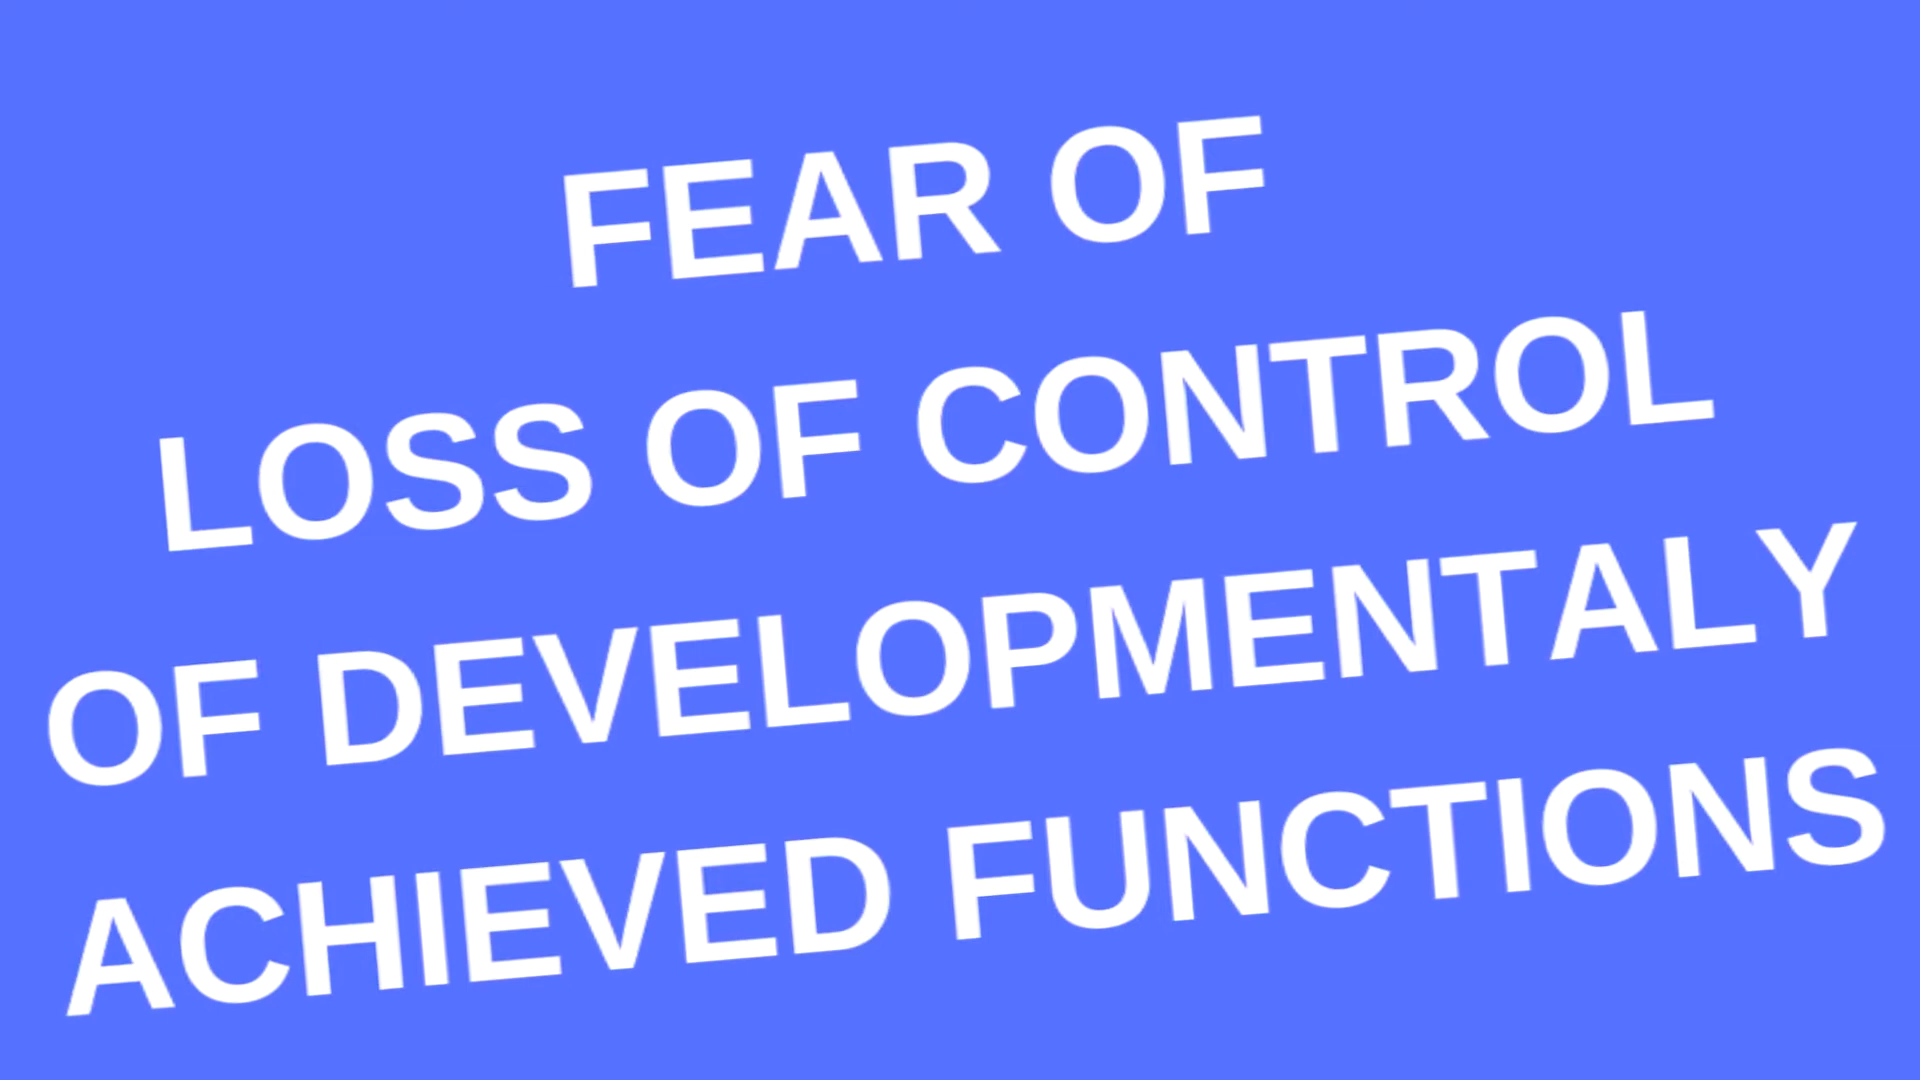 FEAR OF
LOSS OF CONTROL
OF DEVELOPMENTALY
ACHIEVED FUNCTIONS